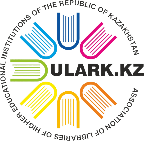 ASSOCIATION OF LIBRARIES OF HIGHER EDUCATIONAL INSTITUTIONS OF THE REPUBLIC OF KAZAKHSTAN
ULARK.KZ